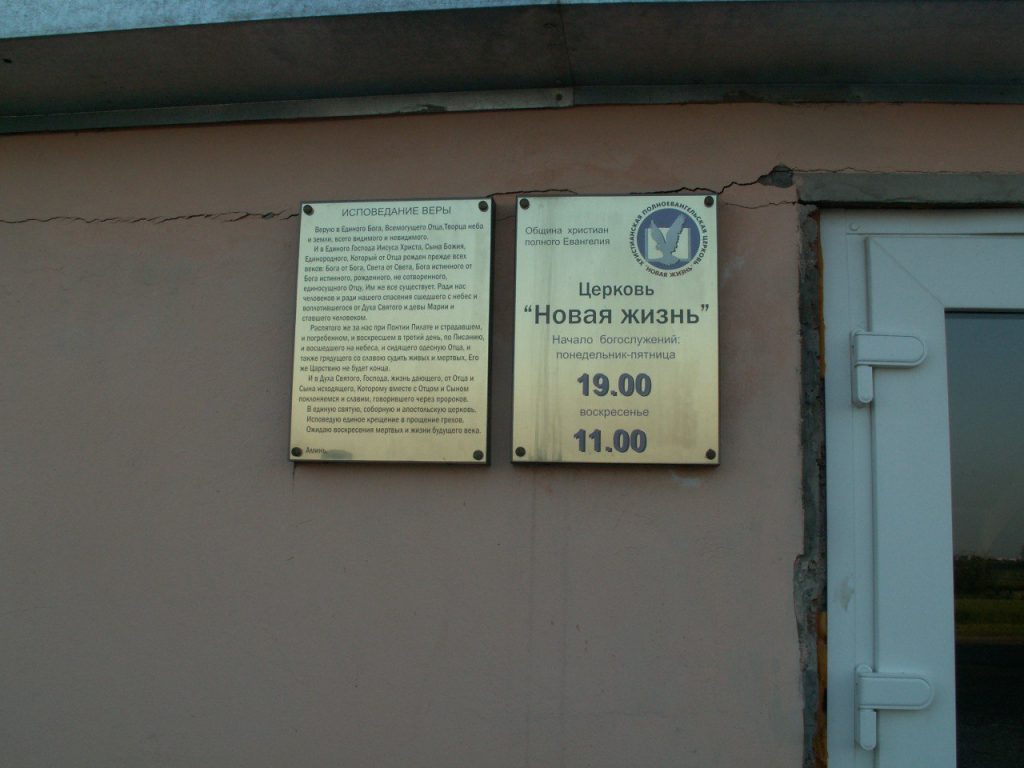 ИСПОВЕДАНИЕ ВЕРЫ
Верую в Единого Бога, Всемогущего Отца,Творца неба
и земли, всего видимого и невидимого.
И в Единого Господа Иисуса Христа, Сына Божия,
Единородного, Который от Отца рожден прежде всех
веков: Бога от Бога, Света от Света, Бога истинного от
Бога истинного, рожденного, не сотворенного,
единосущного Отцу, Им же все существует. Ради нас
человеков и ради нашего спасения сшедшего с небес и
воплотившегося от Духа Святого и девы Марии и
ставшего человеком.
Распятого же за нас при Понтии Пилате и страдавшем,
и погребенном, и воскресшем в третий день, по Писанию,
и восшедшего на небеса, и сидящего одесную Отца, и
также грядущего со славою судить живых и мертвых, Его
же Царствию не будет конца.
И в Духа Святого, Господа, жизнь дающего, от Отца и
Сына исходящего, Которому вместе с Отцом и Сыном
поклоняемся и славим, говорившего через пророков.
В единую святую, соборную и апостольскую церковь.
Исповедую единое крещение в прощение грехов.
Ожидаю воскресения мертвых и жизни будущего века.
Аминь.
Община христиан
полного Евангелия
ХРИСТИАНСКАЯ ПОЛНОЕВАНГЕЛЬСКАЯ ЦЕРКОВЬ
"НОВАЯ ЖИЗНЬ"
Церковь
“Новая жизнь”
Начало богослужений:
понедельник-пятница
19.00
воскресенье
11.00